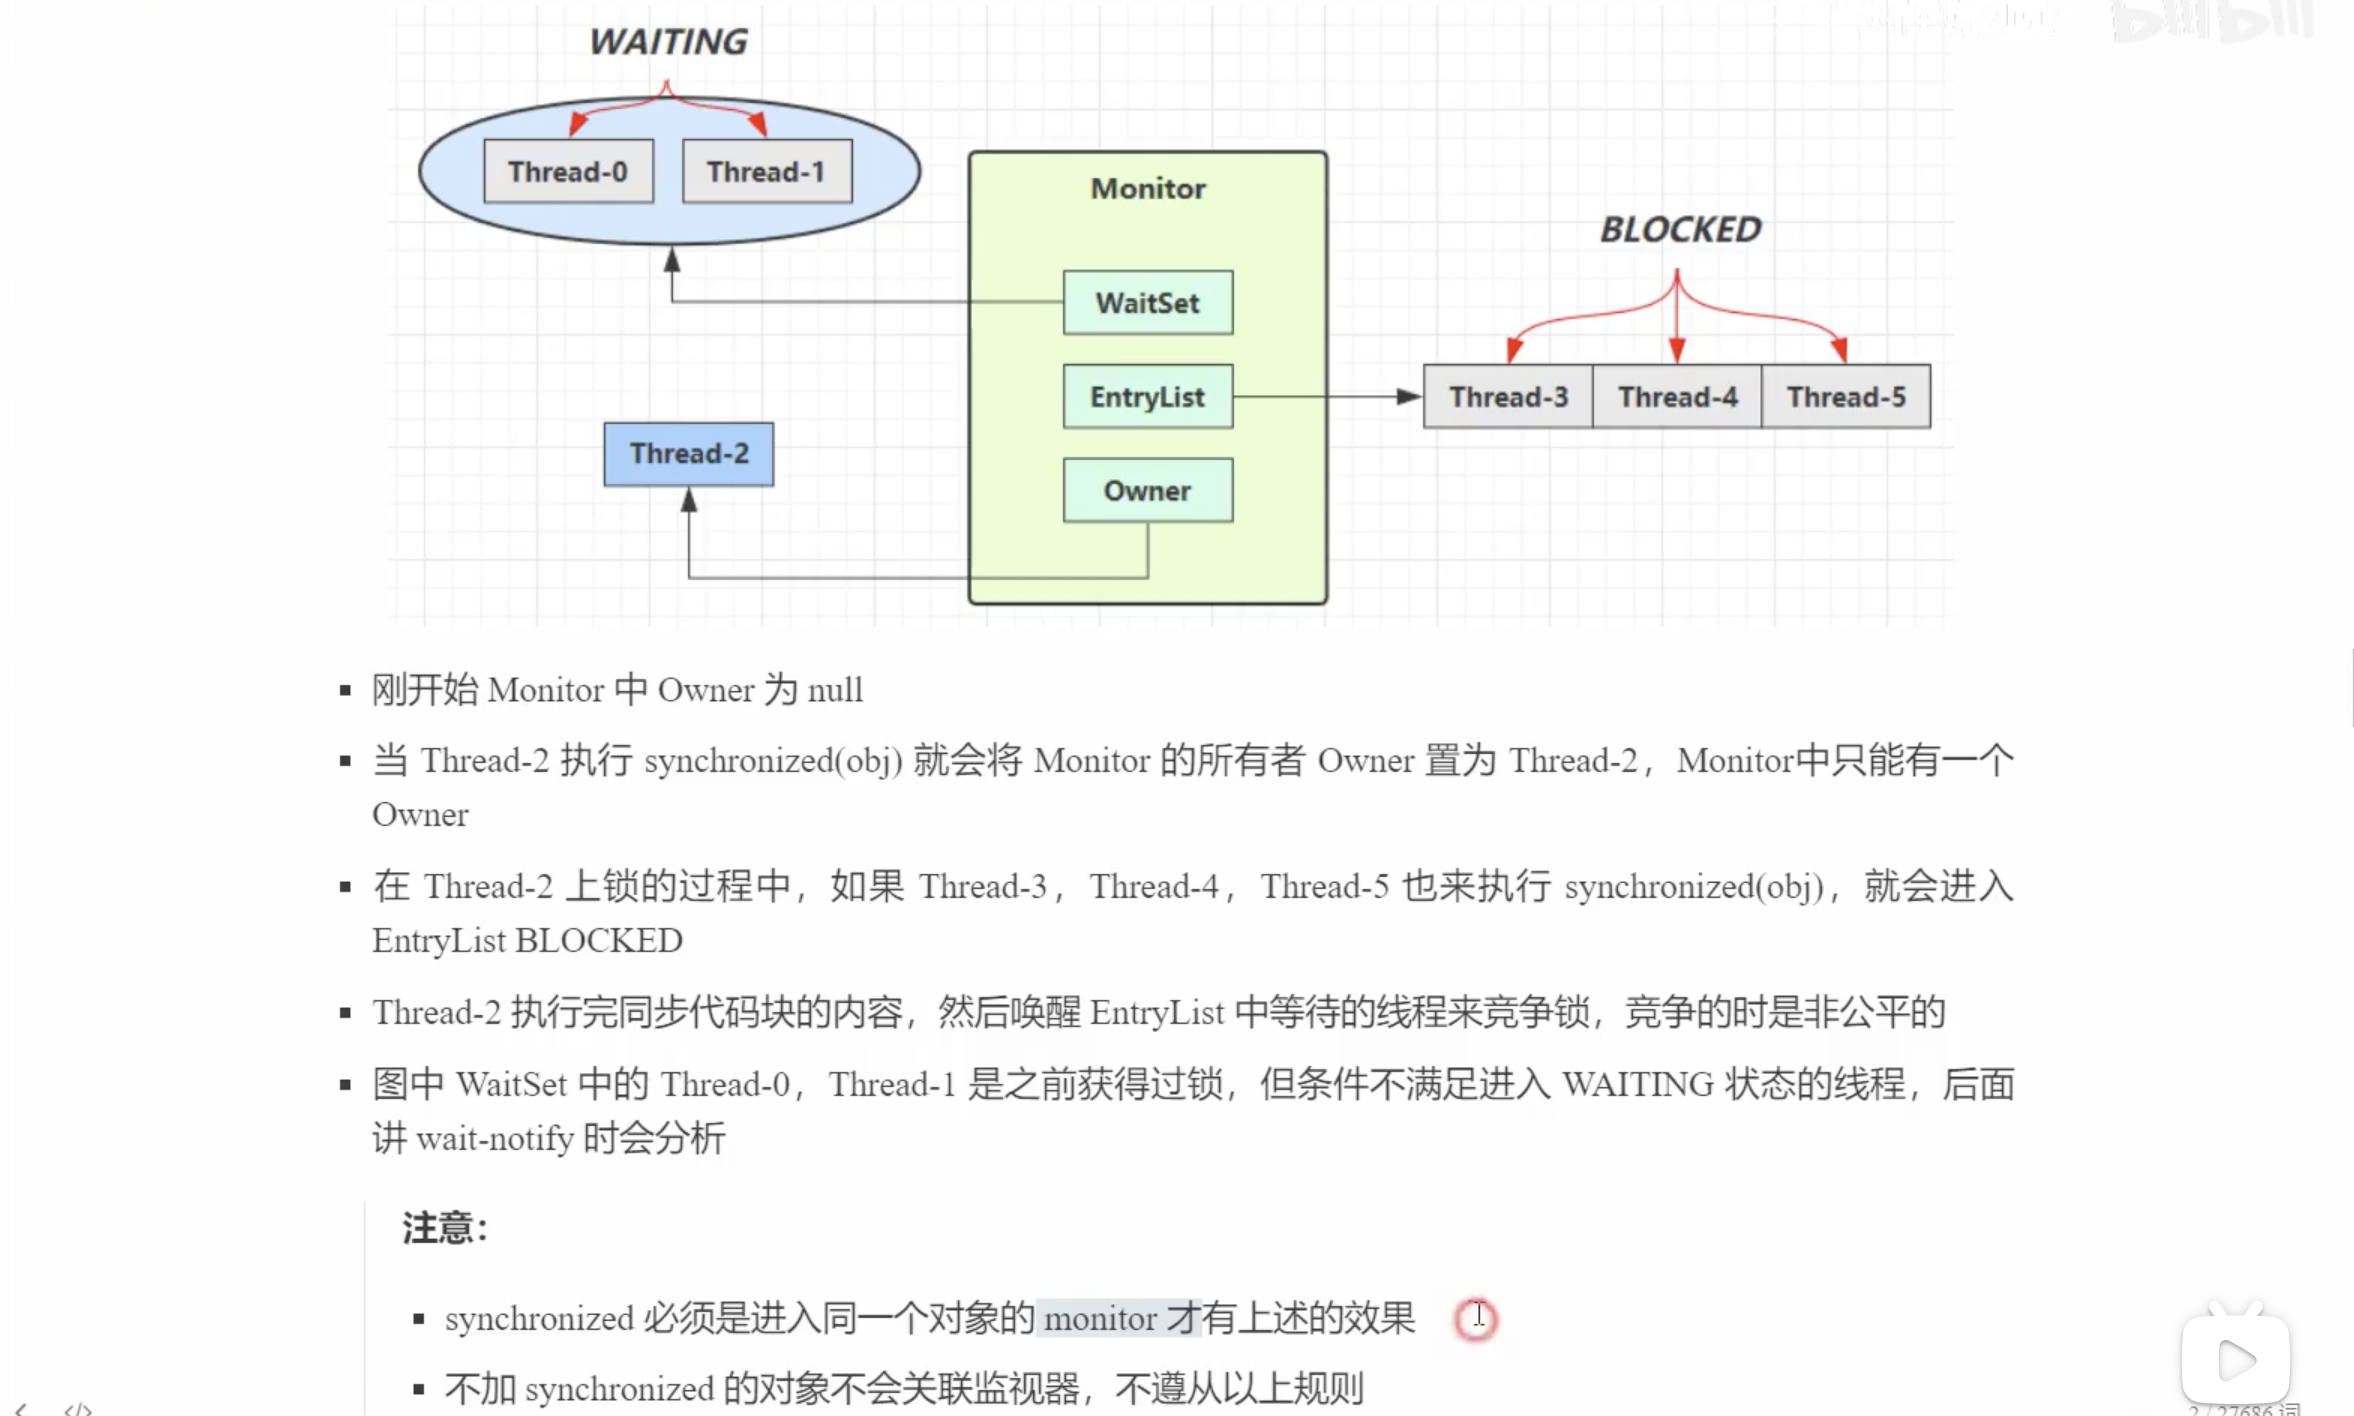 WAITING
Thread-0
Thread-1
Monitor
BLOCKED
WaitSet
EntryList
Thread-3
Thread-4
Thread-5
Thread-2
Owner
刚开始 Monitor 中 Owner 为 null
当 Thread-2 执行 synchronized(obj) 就会将 Monitor 的所有者 Owner 置为 Thread-2，Monitor中只能有一个
Owner
在 Thread-2 上锁的过程中，如果 Thread-3，Thread-4，Thread-5 也来执行 synchronized(obj)，就会进入
EntryList BLOCKED
Thread-2 执行完同步代码块的内容，然后唤醒 EntryList 中等待的线程来竞争锁，竞争的时是非公平的
图中 WaitSet 中的 Thread-0，Thread-1 是之前获得过锁，但条件不满足进入 WAITING 状态的线程，后面
讲 wait-notify 时会分析
注意：
synchronized 必须是进入同一个对象的 monitor 才有上述的效果
不加 synchronized 的对象不会关联监视器，不遵从以上规则
2 / 27686 词